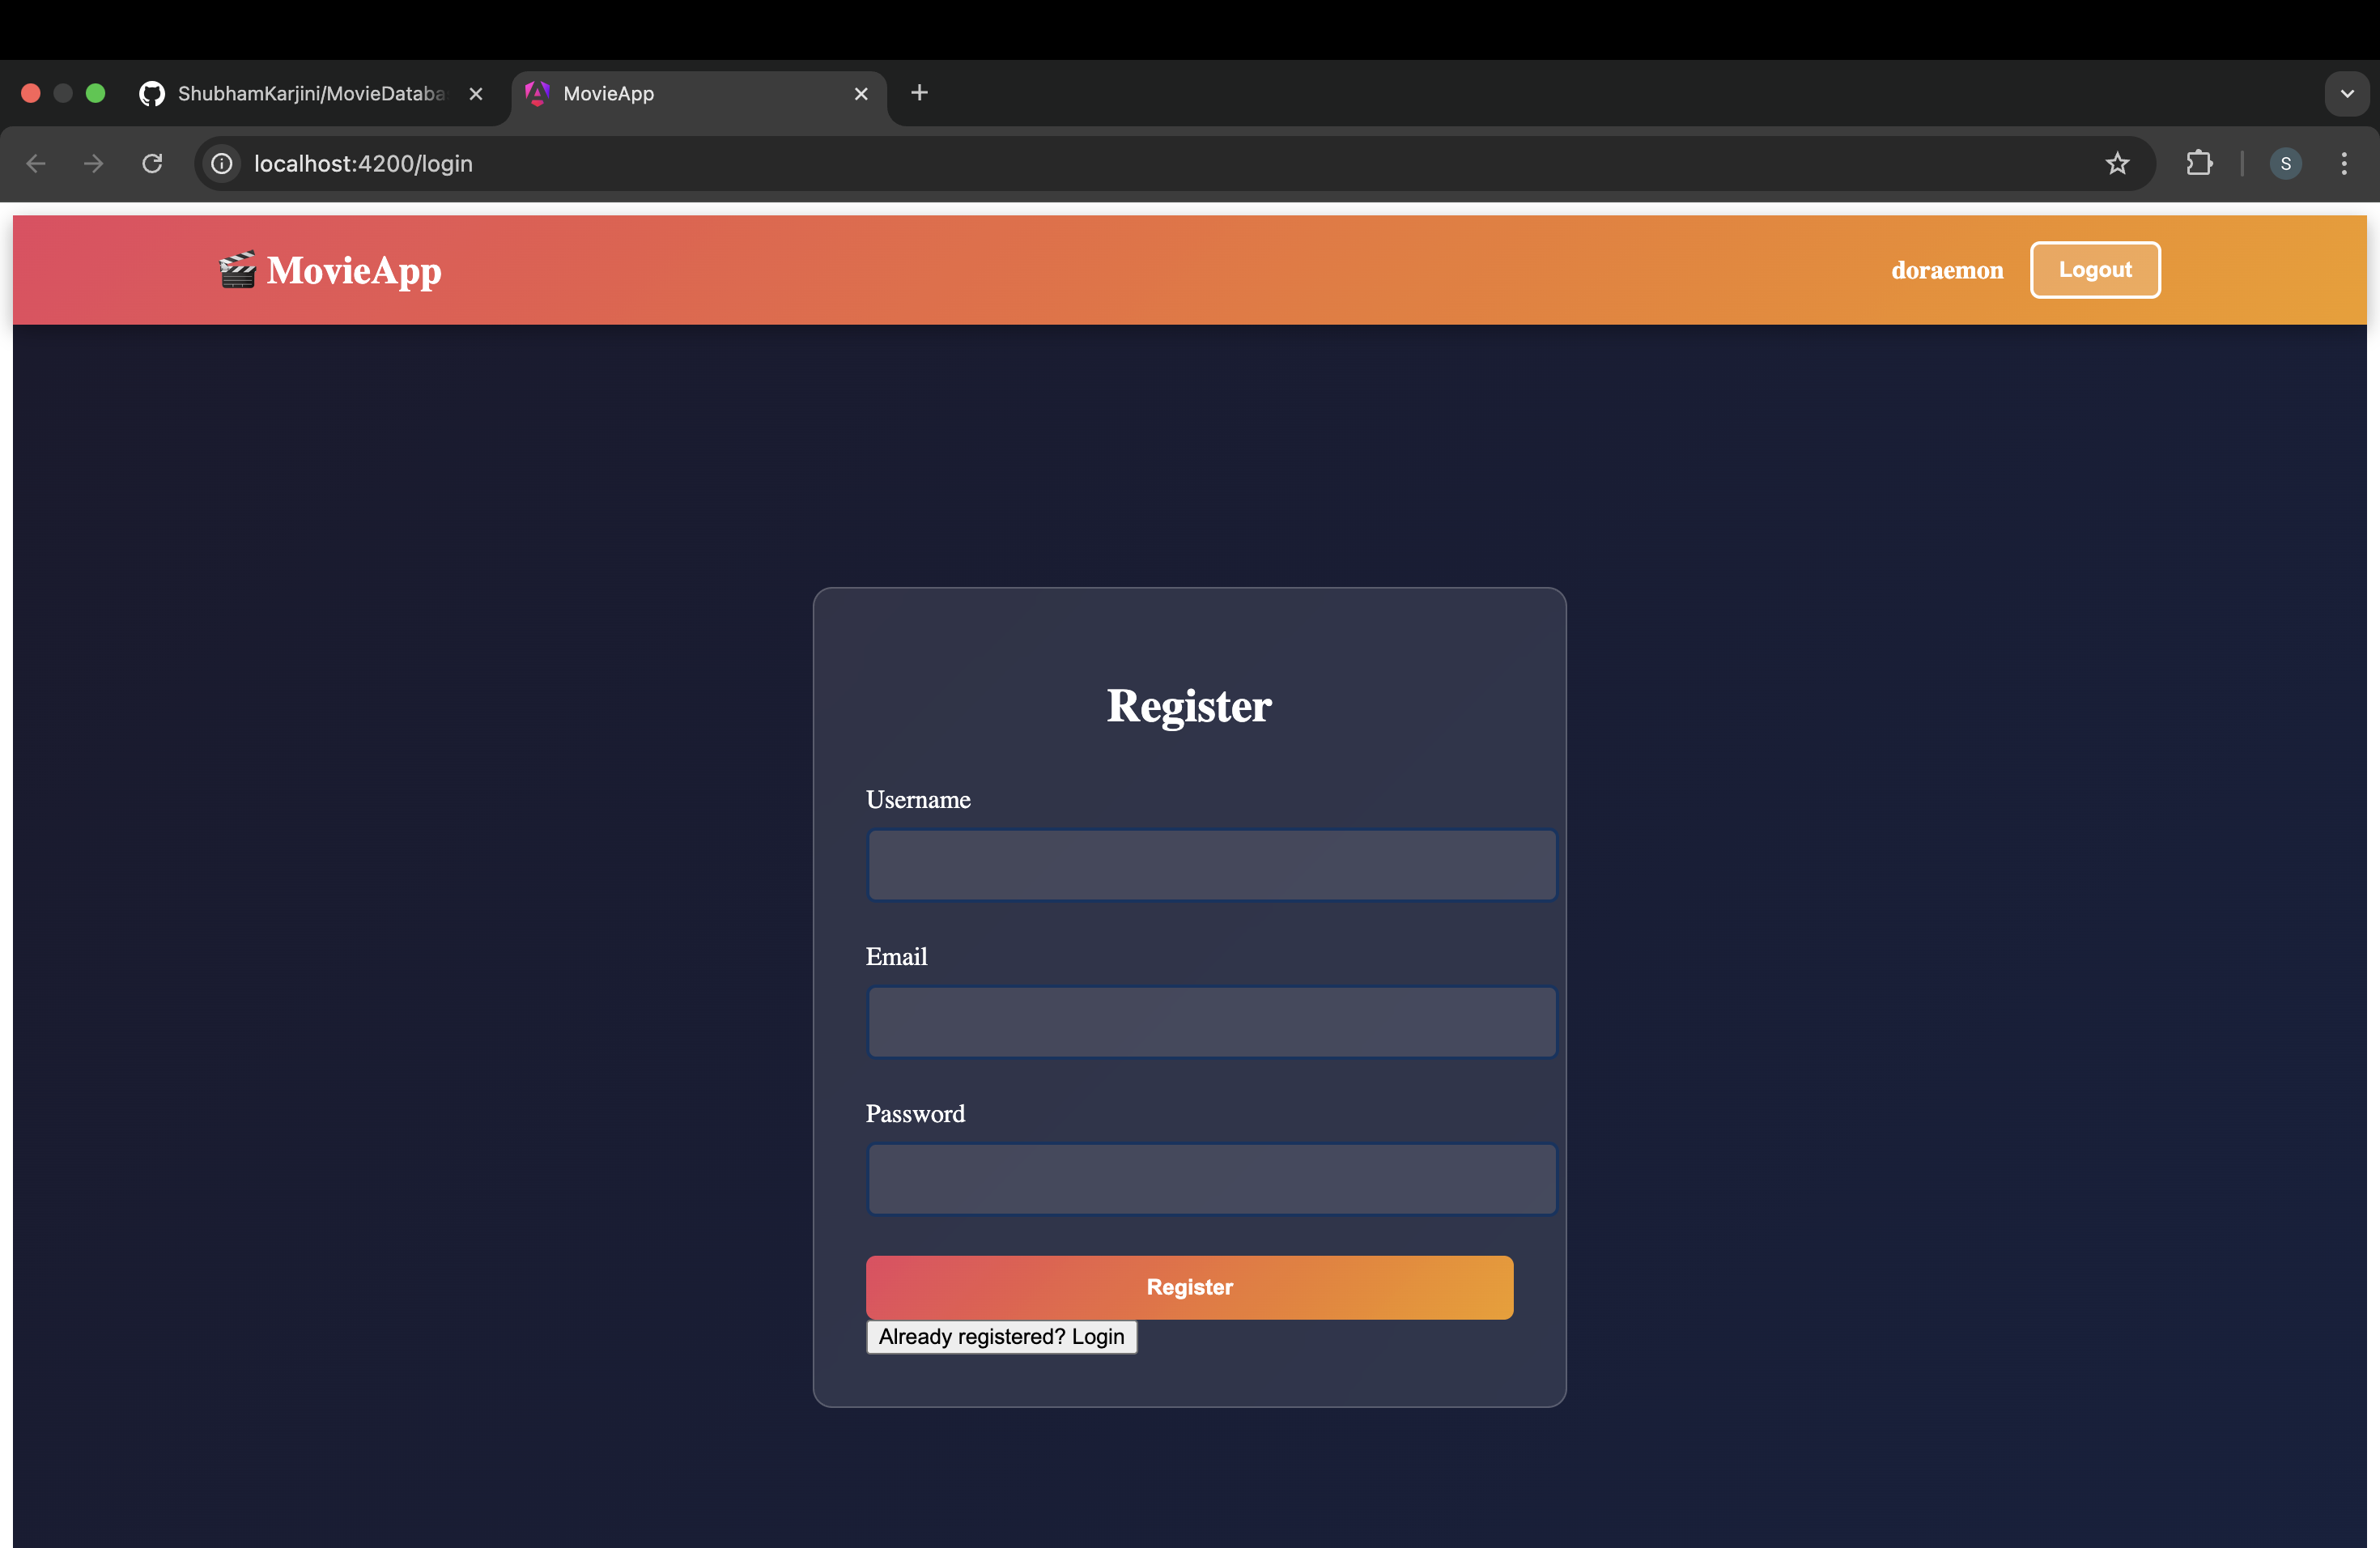 ShubhamKarjini/MovieDataba
MovieApp
localhost:4200/login
S
MovieApp
doraemon
Logout
Register
Username
Email
Password
Register
Already registered? Login